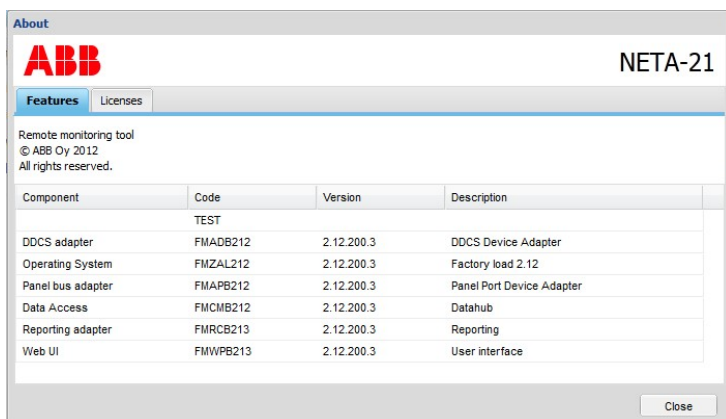 About
ABB
NETA-21
Features Licenses
Remote monitoring tool
© ABB Oy 2012
All rights reserved.
Component Code Version Description
TEST
DDCS adapter FMADB212 2.12.200.3 DDCS Device Adapter
Operating System FMZAL212 2.12.200.3 Factory load 2.12
Panel bus adapter FMAPB212 2.12.200.3 Panel Port Device Adapter
Data Access FMCMB212 2.12.200.3 Datahub
Reporting adapter FMRCB213 2.12.200.3 Reporting
Web UI FMWPB213 2.12.200.3 User interface
Close